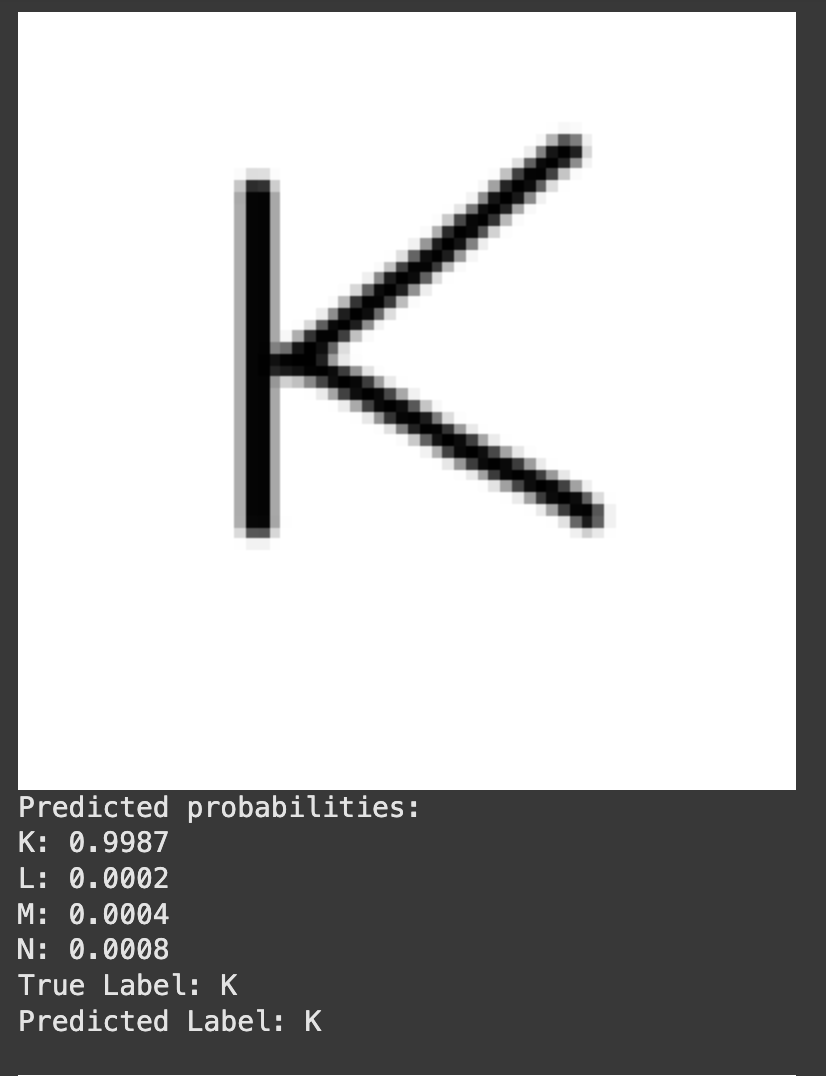 K
Predicted probabilities:
K: 0.9987
L: 0.0002
M: 0.0004
N: 0.0008
True Label: K
Predicted Label: K